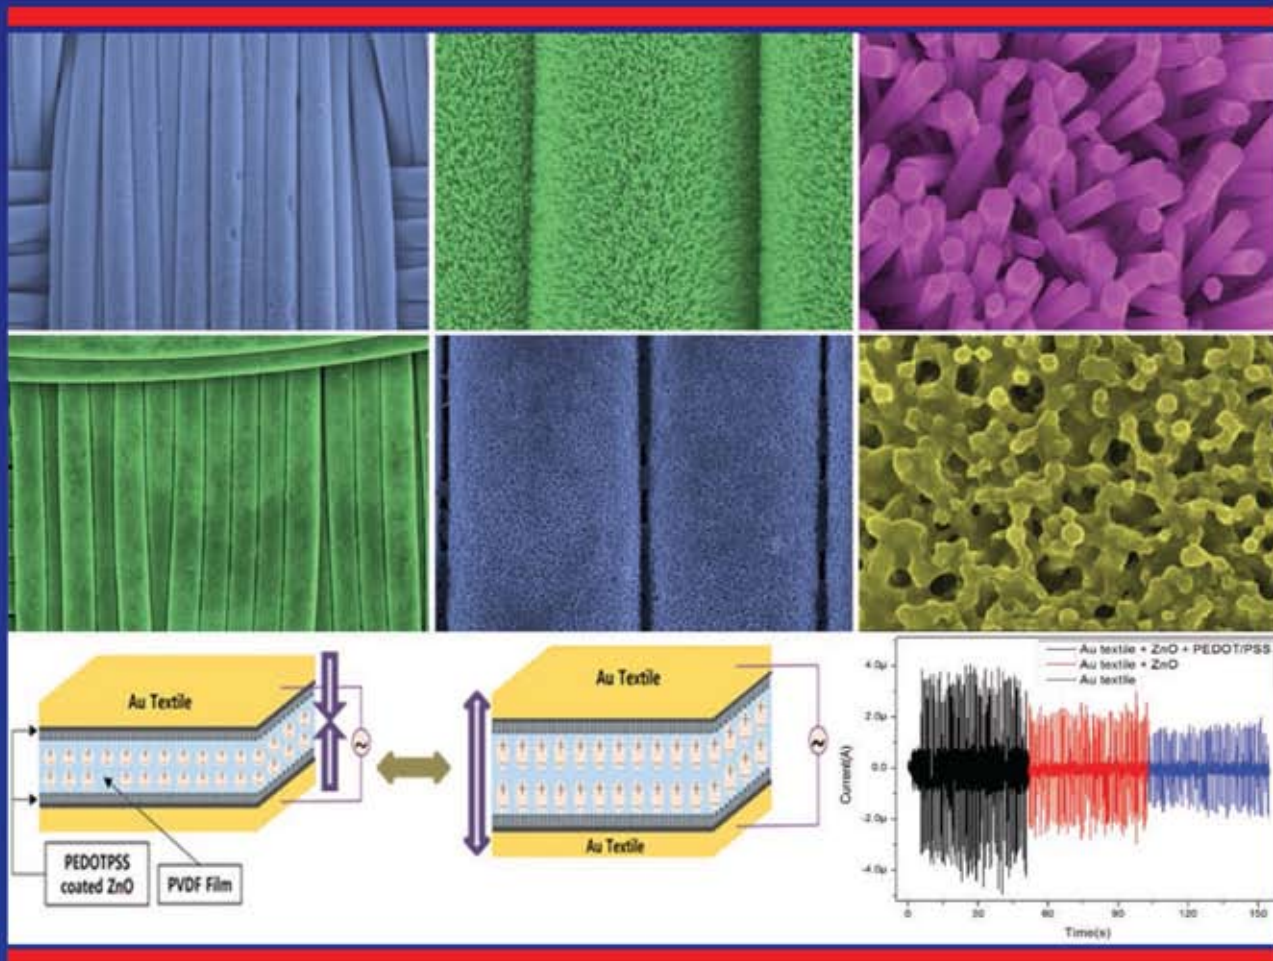 Au Textile
PEDOTPSS
coated ZnO
PVDF Film
Au Textile
~
Au Textile
~
Au textile + ZnO + PEDOT/PSS
Au textile + ZnO
Au textile
4.0μ
2.0μ
0.0
-2.0μ
-4.0μ
Current(A)
0 30 60 90 120 150
Time(s)